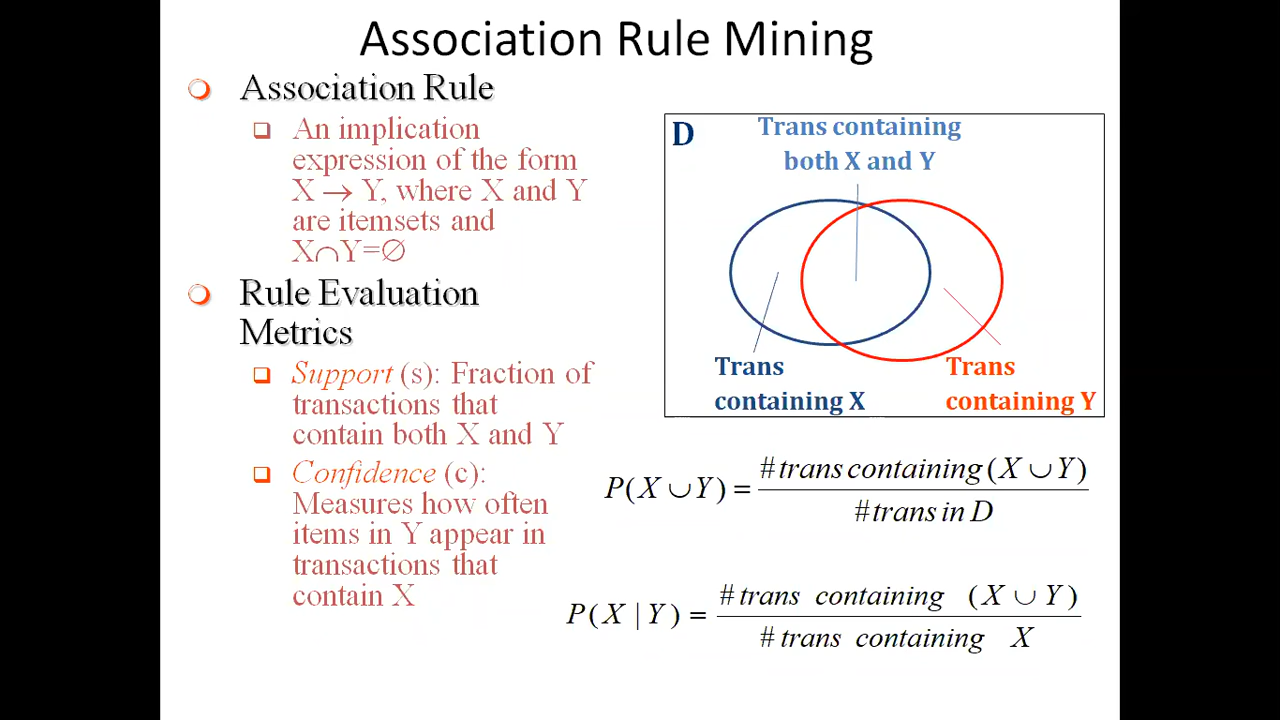 Association Rule Mining
Association Rule
An implication
expression of the form
X → Y, where X and Y
are itemsets and
X∩Y=∅
Rule Evaluation
Metrics
Support (s): Fraction of
transactions that
contain both X and Y
Confidence (c):
Measures how often
items in Y appear in
transactions that
contain X
D
Trans containing
both X and Y
Trans
containing X
Trans
containing Y
P(X ∪Y) = #trans containing (X ∪ Y) / #trans in D
P( X | Y ) = # trans containing ( X ∪ Y ) / # trans containing X